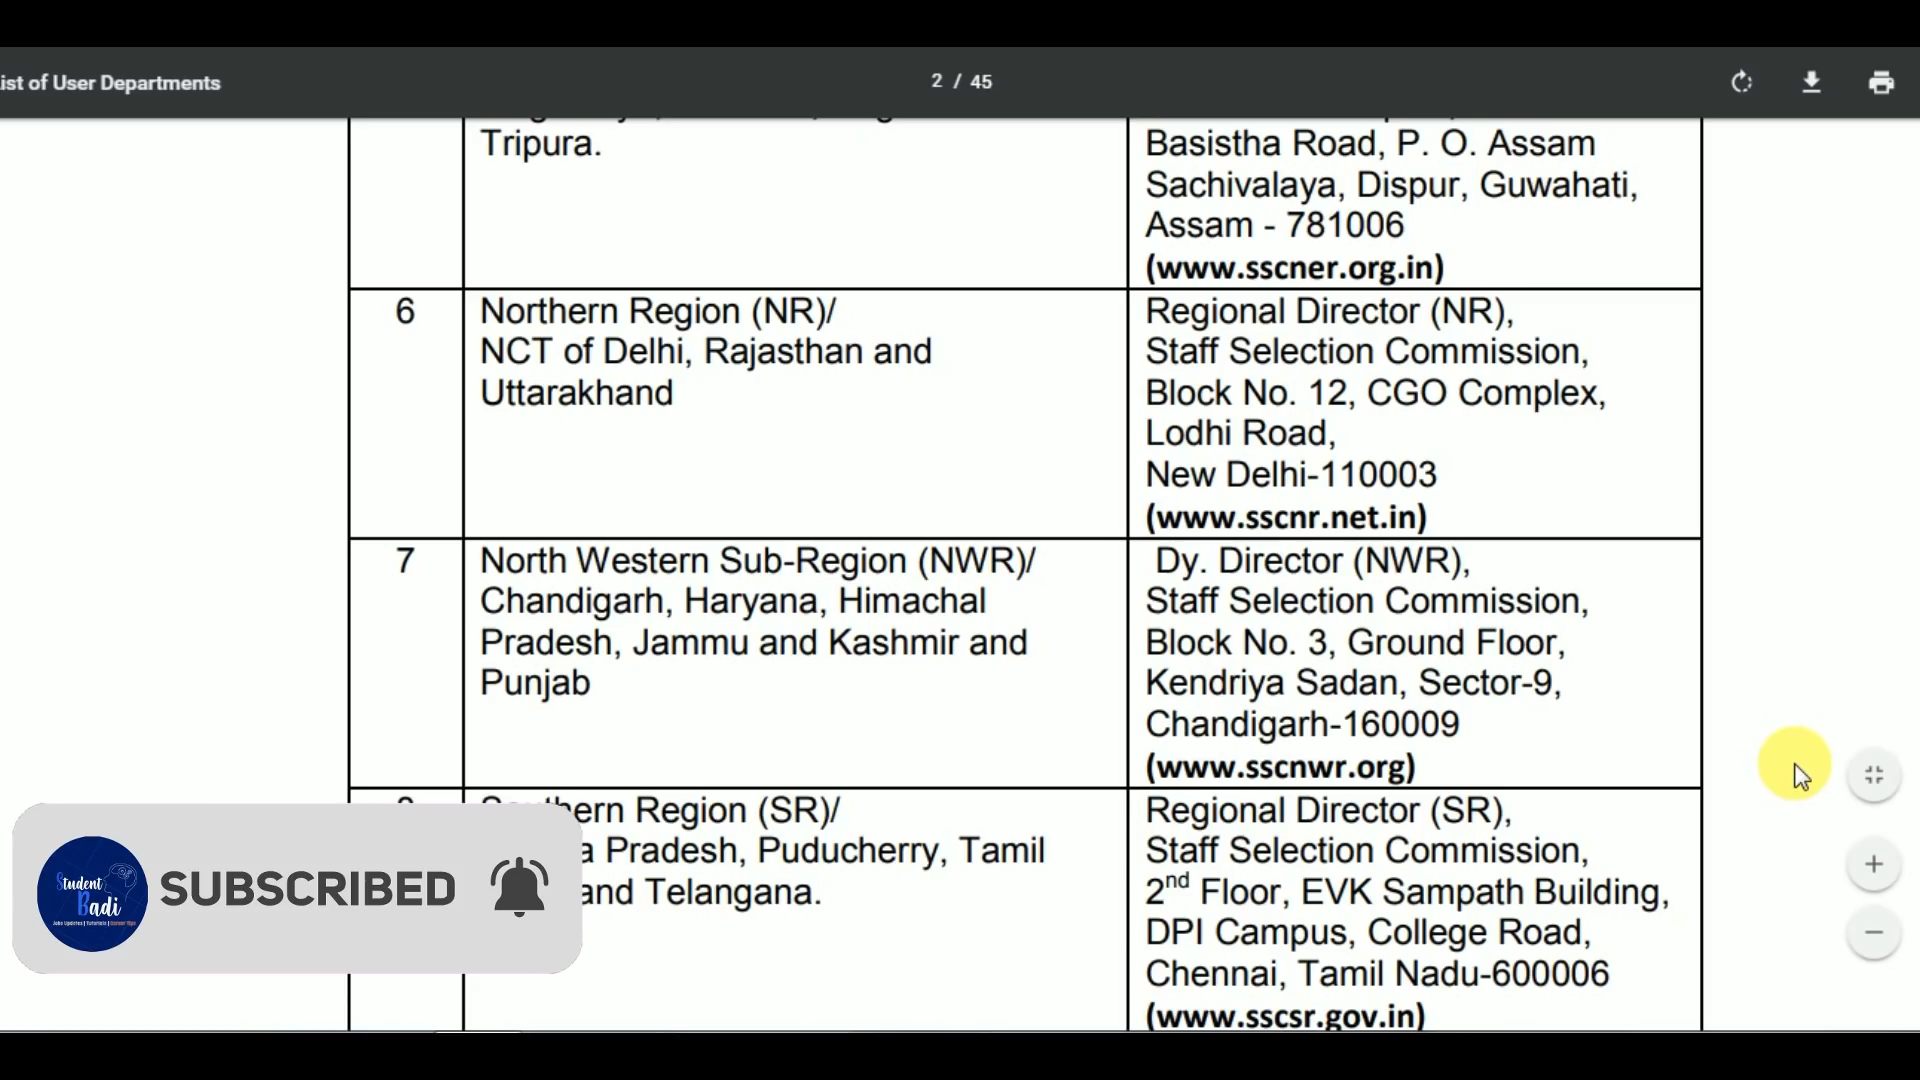 ist of User Departments
2 / 45
Tripura.
Basistha Road, P. O. Assam
Sachivalaya, Dispur, Guwahati,
Assam - 781006
(www.sscner.org.in)
6
Northern Region (NR)/
NCT of Delhi, Rajasthan and
Uttarakhand
Regional Director (NR),
Staff Selection Commission,
Block No. 12, CGO Complex,
Lodhi Road,
New Delhi-110003
(www.sscnr.net.in)
7
North Western Sub-Region (NWR)/
Chandigarh, Haryana, Himachal
Pradesh, Jammu and Kashmir and
Punjab
Dy. Director (NWR),
Staff Selection Commission,
Block No. 3, Ground Floor,
Kendriya Sadan, Sector-9,
Chandigarh-160009
(www.sscnwr.org)
Region (SR)/
Pradesh, Puducherry, Tamil
and Telangana.
Regional Director (SR),
Staff Selection Commission,
2nd Floor, EVK Sampath Building,
DPI Campus, College Road,
Chennai, Tamil Nadu-600006
(www.sscsr.gov.in)
Student
Badi
SUBSCRIBED